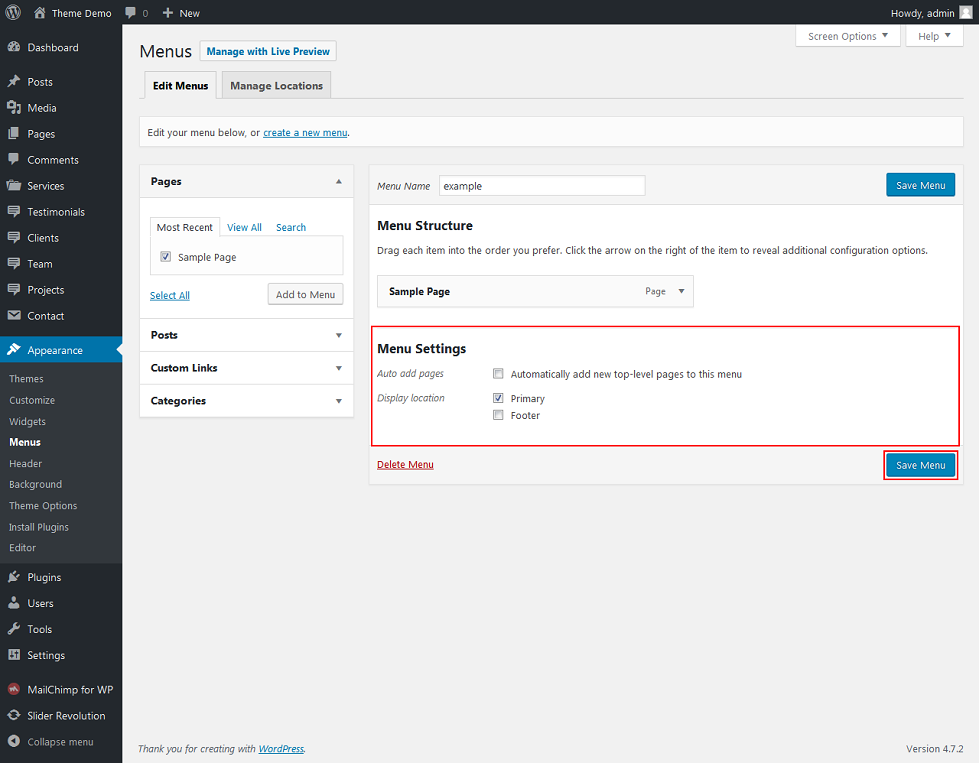 Theme Demo 0 New Howdy, admin
Dashboard
Posts
Media
Pages
Comments
Services
Testimonials
Clients
Team
Projects
Contact
Appearance
Themes
Customize
Widgets
Menus
Header
Background
Theme Options
Install Plugins
Editor
Plugins
Users
Tools
Settings
MailChimp for WP
Slider Revolution
Collapse menu
Screen Options Help
Menus Manage with Live Preview
Edit Menus Manage Locations
Edit your menu below, or create a new menu.
Pages
Most Recent View All Search
Sample Page
Select All Add to Menu
Posts
Custom Links
Categories
Menu Name example Save Menu
Menu Structure
Drag each item into the order you prefer. Click the arrow on the right of the item to reveal additional configuration options.
Sample Page Page
Menu Settings
Auto add pages Automatically add new top-level pages to this menu
Display location Primary
Footer
Delete Menu Save Menu
Thank you for creating with WordPress. Version 4.7.2